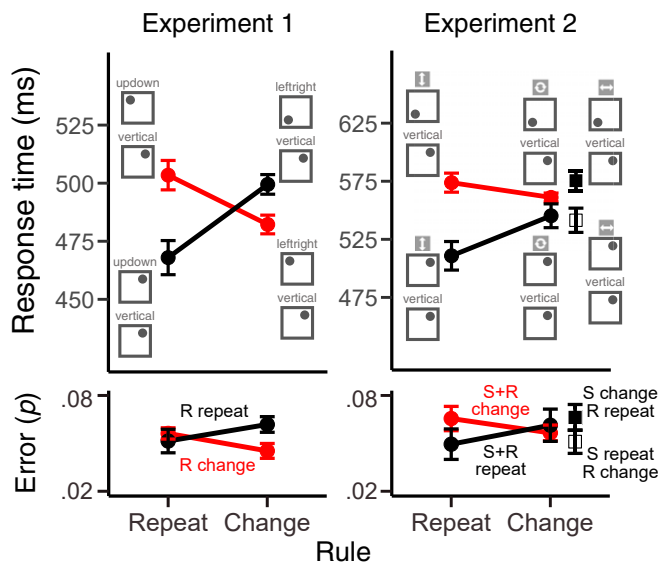 Experiment 1
Experiment 2
Response time (ms)
525
500
475
450
updown
vertical
leftright
vertical
updown
vertical
leftright
vertical
625
575
525
475
vertical
vertical
vertical
vertical
vertical
vertical
Error (p)
.08
.02
R repeat
R change
.08
.02
S+R
change
S+R
repeat
S change
R repeat
S repeat
R change
Repeat
Change
Repeat
Change
Rule